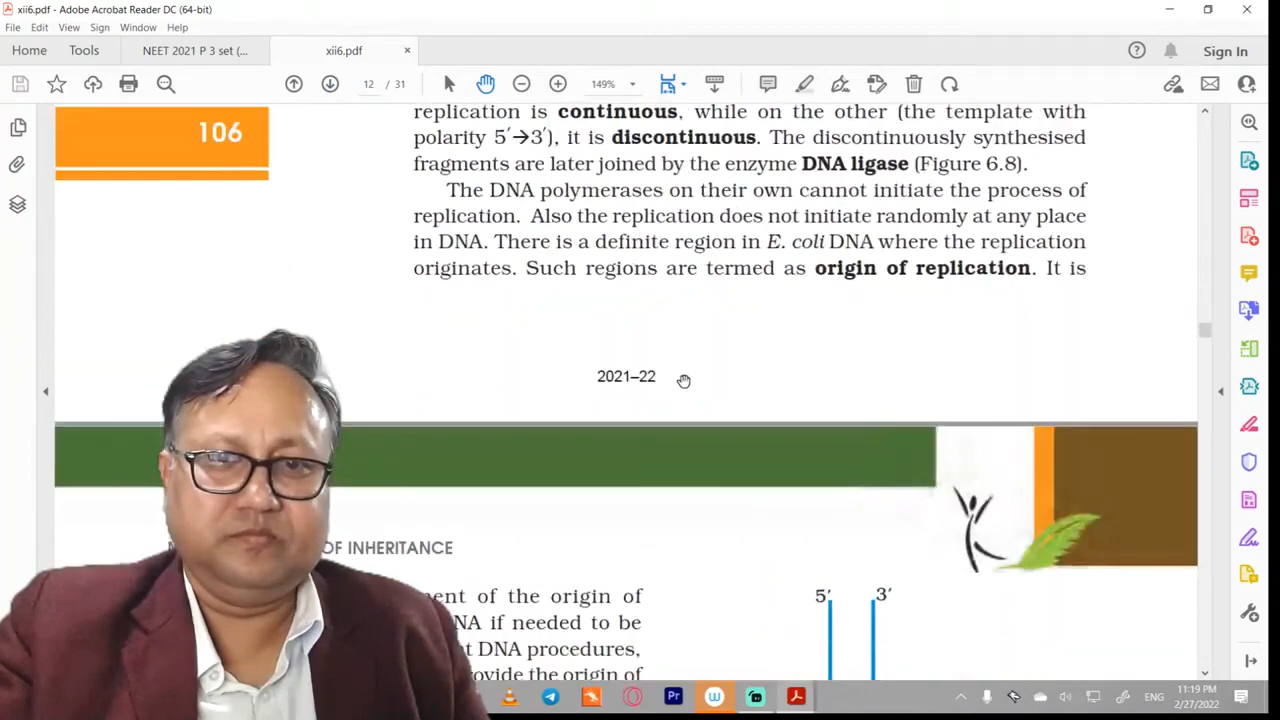 xii6.pdf - Adobe Acrobat Reader DC (64-bit)
File Edit View Sign Window Help
Home Tools NEET 2021 P 3 set (... xii6.pdf × Sign In
12 / 31 149%
106
replication is continuous, while on the other (the template with
polarity 5'→3'), it is discontinuous. The discontinuously synthesised
fragments are later joined by the enzyme DNA ligase (Figure 6.8).
The DNA polymerases on their own cannot initiate the process of
replication. Also the replication does not initiate randomly at any place
in DNA. There is a definite region in E. coli DNA where the replication
originates. Such regions are termed as origin of replication. It is
2021–22
OF INHERITANCE
ment of the origin of
NA if needed to be
DNA procedures,
provide the origin of
5' 3'
Pr
ENG
11:19 PM
2/27/2022